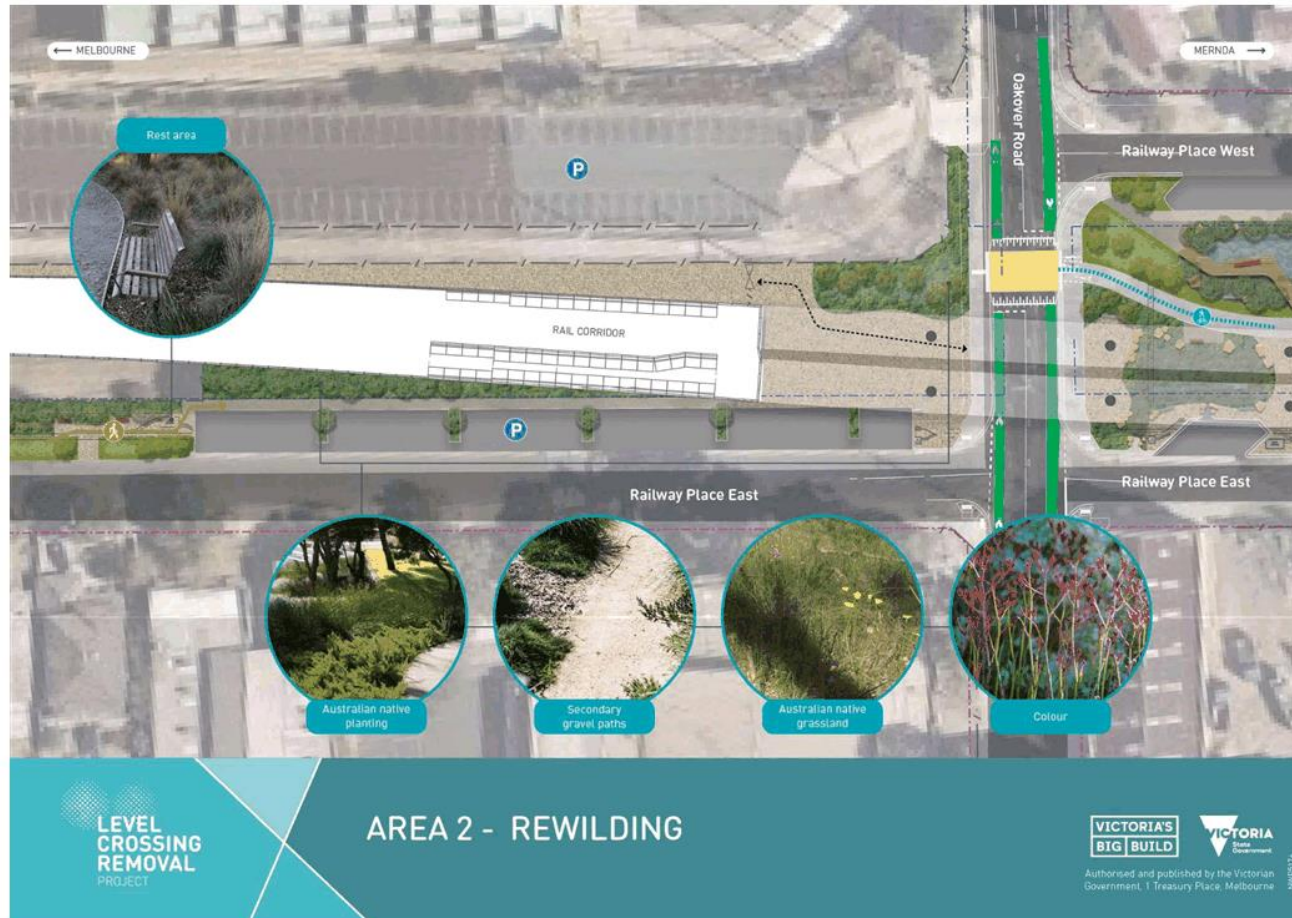 ← MELBOURNE
MERNDA →
Rest area
Oakover Road
Railway Place West
P
RAIL CORRIDOR
P
Railway Place East
Railway Place East
Australian native
planting
Secondary
gravel paths
Australian native
grassland
Colour
LEVEL
CROSSING
REMOVAL
PROJECT
AREA 2 - REWILDING
VICTORIA'S
BIG BUILD
VICTORIA
State
Government
Authorised and published by the Victorian
Government, 1 Treasury Place, Melbourne